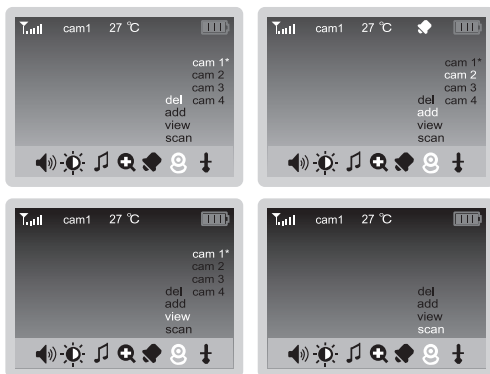 cam1 27 ℃
cam 1*
cam 2
cam 3
del cam 4
add
view
scan
cam1 27 ℃
cam 1*
cam 2
cam 3
del cam 4
add
view
scan
cam1 27 ℃
cam 1*
cam 2
cam 3
del cam 4
add
view
scan
cam1 27 ℃
del
add
view
scan